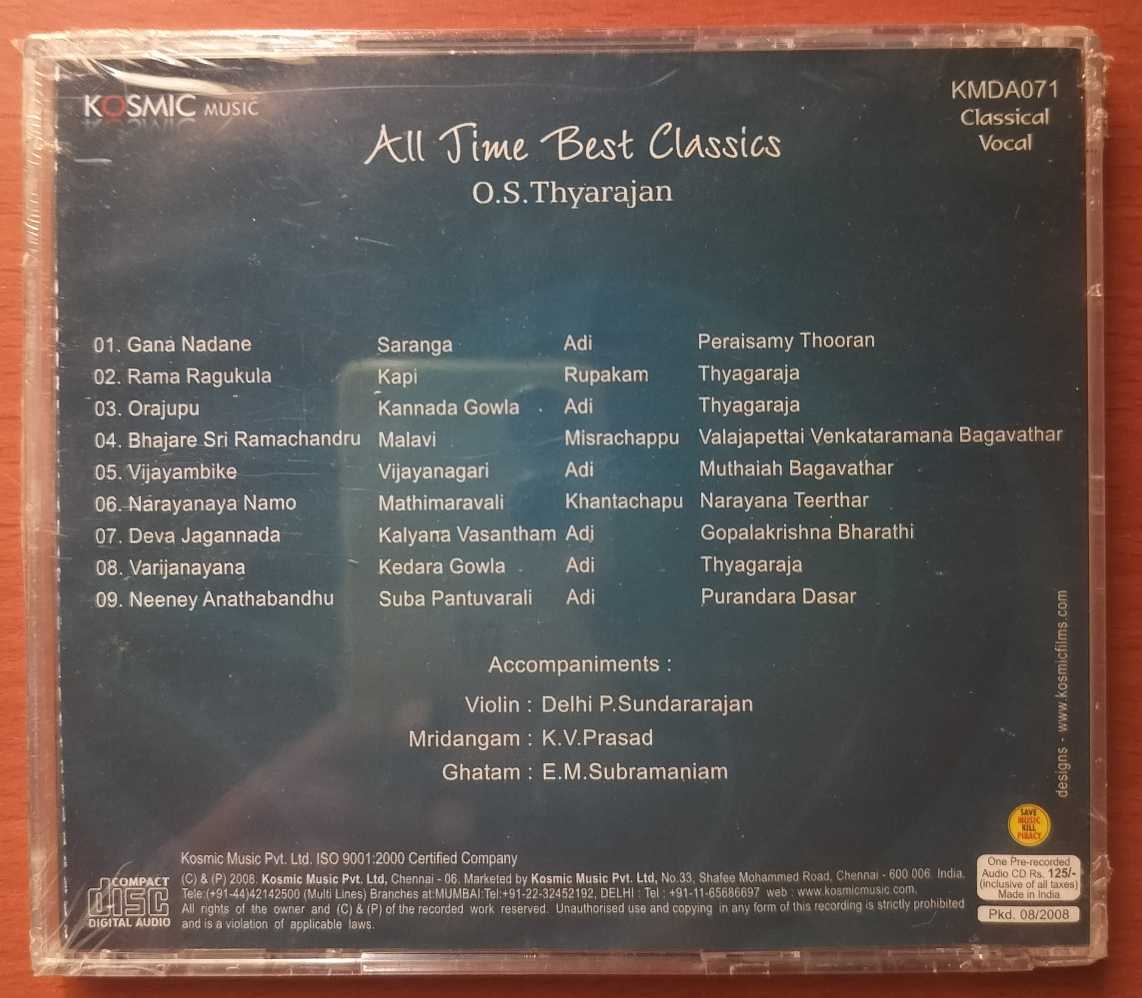 KOSMIC MUSIC
KMDA071
Classical
Vocal
All Time Best Classics
O.S.Thyarajan
01. Gana Nadane Saranga Adi Peraisamy Thooran
02. Rama Ragukula Kapi Rupakam Thyagaraja
03. Orajupu Kannada Gowla Adi Thyagaraja
04. Bhajare Sri Ramachandru Malavi Misrachappu Valajapettai Venkataramana Bagavathar
05. Vijayambike Vijayanagari Adi Muthaiah Bagavathar
06. Narayanaya Namo Mathimaravali Khantachapu Narayana Teerthar
07. Deva Jagannada Kalyana Vasantham Adi Gopalakrishna Bharathi
08. Varijanayana Kedara Gowla Adi Thyagaraja
09. Neeney Anathabandhu Suba Pantuvarali Adi Purandara Dasar
Accompaniments :
Violin : Delhi P.Sundararajan
Mridangam : K.V.Prasad
Ghatam : E.M.Subramaniam
designs - www.kosmicfilms.com
SAVE
MUSIC
KILL
PIRACY
COMPACT
disc
DIGITAL AUDIO
Kosmic Music Pvt. Ltd. ISO 9001:2000 Certified Company
(C) & (P) 2008. Kosmic Music Pvt. Ltd, Chennai - 06. Marketed by Kosmic Music Pvt. Ltd, No.33, Shafee Mohammed Road, Chennai - 600 006. India.
Tele:(+91-44)42142500 (Multi Lines) Branches at:MUMBAI:Tel:+91-22-32452192, DELHI : Tel : +91-11-65686697 web : www.kosmicmusic.com,
All rights of the owner and (C) & (P) of the recorded work reserved. Unauthorised use and copying in any form of this recording is strictly prohibited
and is a violation of applicable laws.
One Pre-recorded
Audio CD Rs. 125/-
(inclusive of all taxes)
Made in India
Pkd. 08/2008